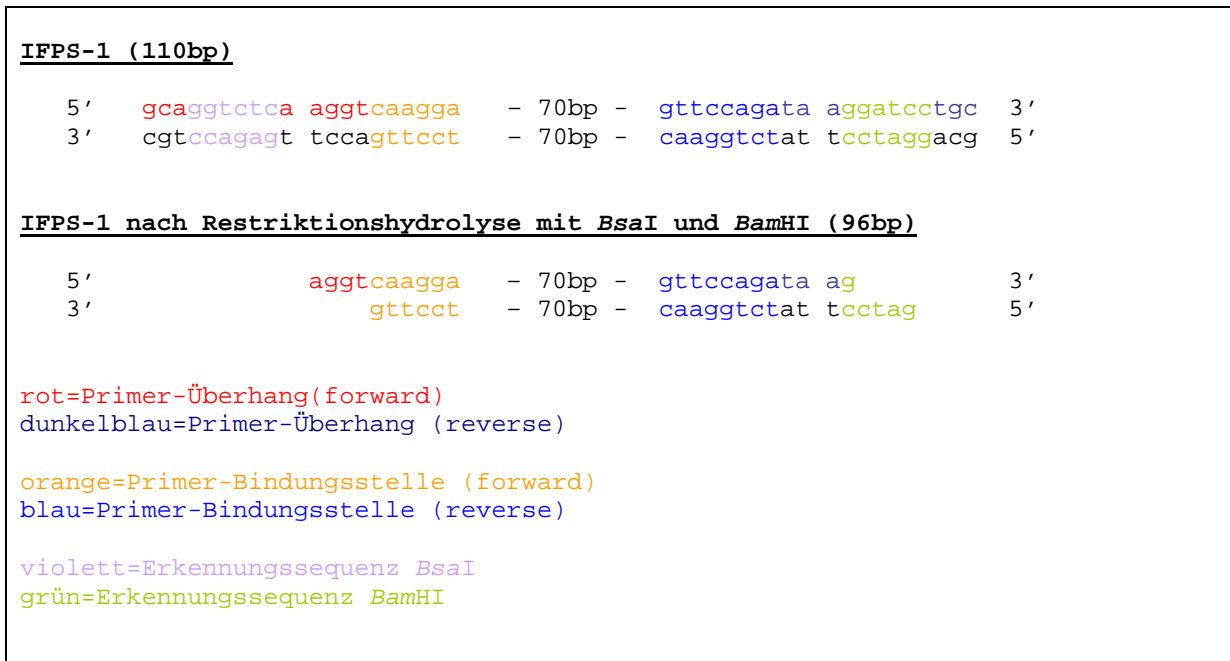 IFPS-1 (110bp)
5′ gcaggtctca aggtcaagga – 70bp - gttccagata aggatcctgc 3′
3′ cgtccagagt tccagttcct – 70bp - caaggtctat tcctaggacg 5′
IFPS-1 nach Restriktionshydrolyse mit BsaI und BamHI (96bp)
5′ aggtcaagga – 70bp - gttccagata ag 3′
3′ gttcct – 70bp - caaggtctat tcctag 5′
rot=Primer-Überhang(forward)
dunkelblau=Primer-Überhang (reverse)
orange=Primer-Bindungsstelle (forward)
blau=Primer-Bindungsstelle (reverse)
violett=Erkennungssequenz BsaI
grün=Erkennungssequenz BamHI